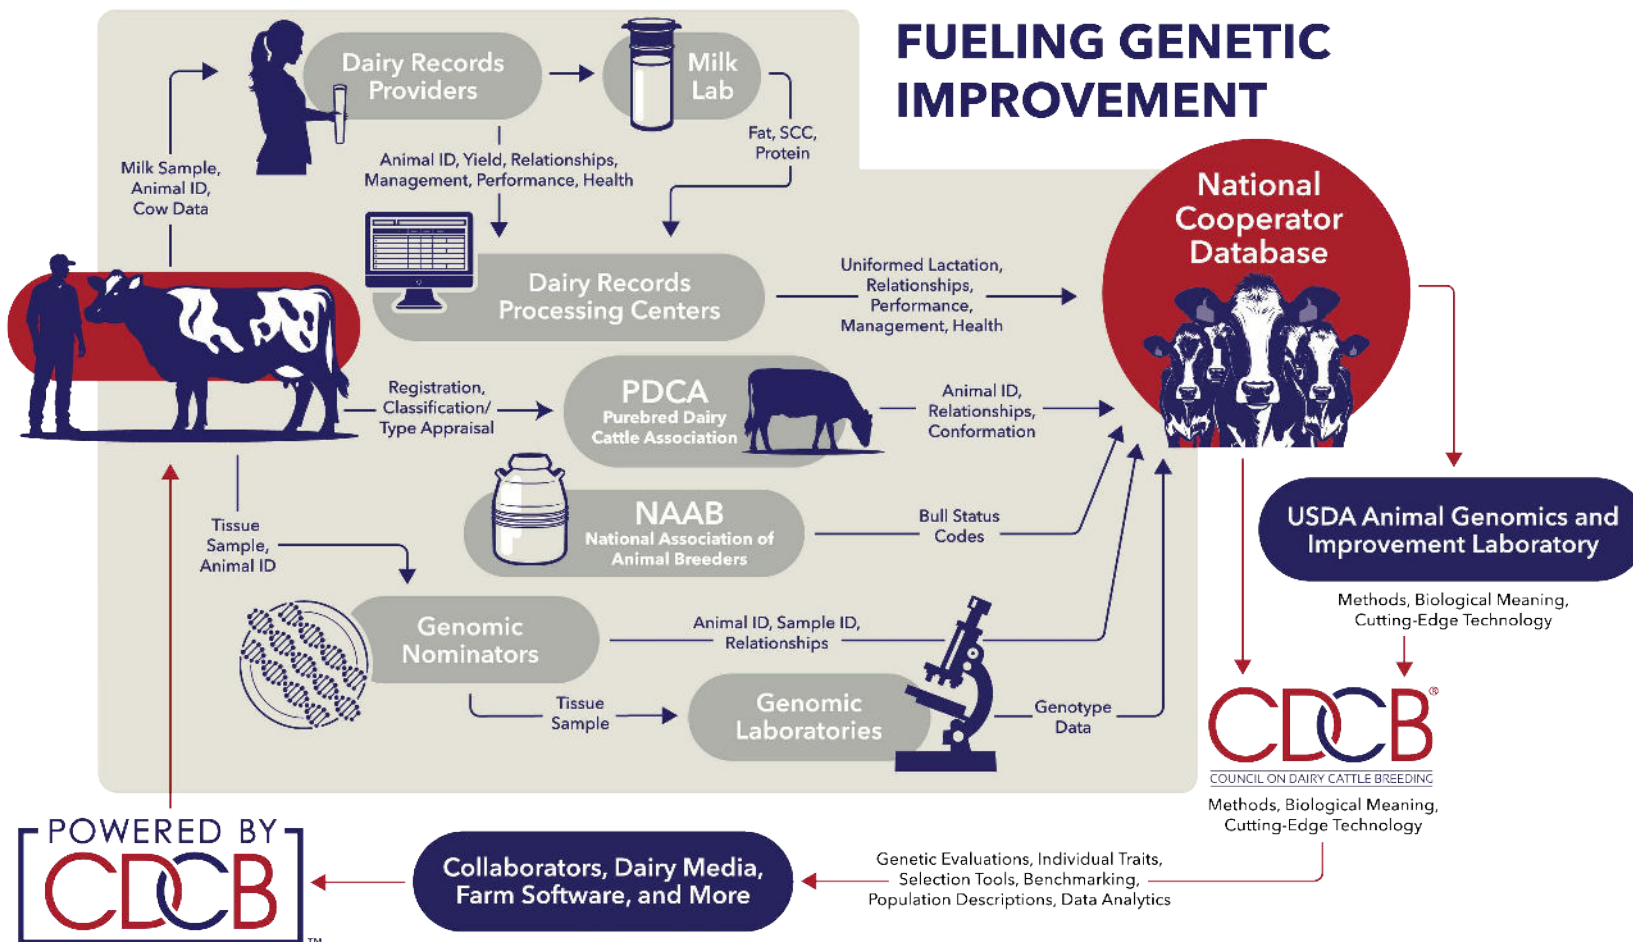 FUELING GENETIC
IMPROVEMENT
Dairy Records
Providers
Milk
Lab
Fat, SCC,
Protein
Milk Sample,
Animal ID,
Cow Data
Animal ID, Yield, Relationships,
Management, Performance, Health
Dairy Records
Processing Centers
Uniformed Lactation,
Relationships,
Performance,
Management, Health
National
Cooperator
Database
Registration,
Classification/
Type Appraisal
PDCA
Purebred Dairy
Cattle Association
Animal ID,
Relationships,
Conformation
NAAB
National Association of
Animal Breeders
Bull Status
Codes
Tissue
Sample,
Animal ID
Genomic
Nominators
Animal ID, Sample ID,
Relationships
Tissue
Sample
Genomic
Laboratories
Genotype
Data
USDA Animal Genomics and
Improvement Laboratory
Methods, Biological Meaning,
Cutting-Edge Technology
CDCB®
COUNCIL ON DAIRY CATTLE BREEDING
Methods, Biological Meaning,
Cutting-Edge Technology
Genetic Evaluations, Individual Traits,
Selection Tools, Benchmarking,
Population Descriptions, Data Analytics
Collaborators, Dairy Media,
Farm Software, and More
POWERED BY
CDCB
™